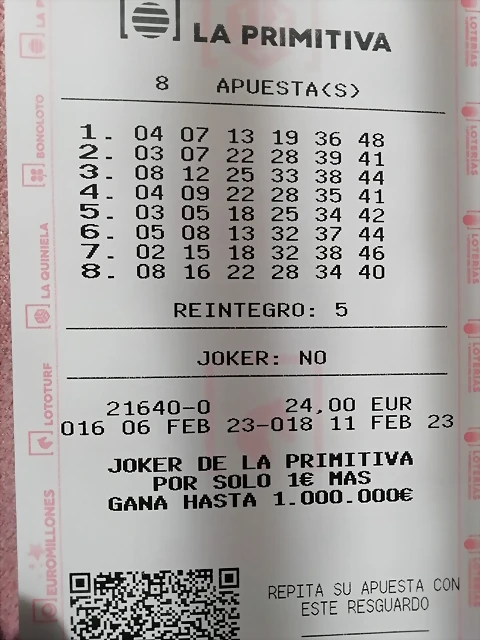 LA PRIMITIVA
8 APUESTA(S)
1. 04 07 13 19 36 48
2. 03 07 22 28 39 41
3. 08 12 25 33 38 44
4. 04 09 22 28 35 41
5. 03 05 18 25 34 42
6. 05 08 13 32 37 44
7. 02 15 18 32 38 46
8. 08 16 22 28 34 40
REINTEGRO: 5
JOKER: NO
21640-0 24,00 EUR
016 06 FEB 23-018 11 FEB 23
JOKER DE LA PRIMITIVA
POR SOLO 1€ MAS
GANA HASTA 1.000.000€
REPITA SU APUESTA CON
ESTE RESGUARDO
BONOLOTO
LA QUINIELA
LOTOTURF
EUROMILLONES
LOTERÍAS
LOTERÍAS
LOTERÍAS
LOTERÍAS
LOTERÍAS